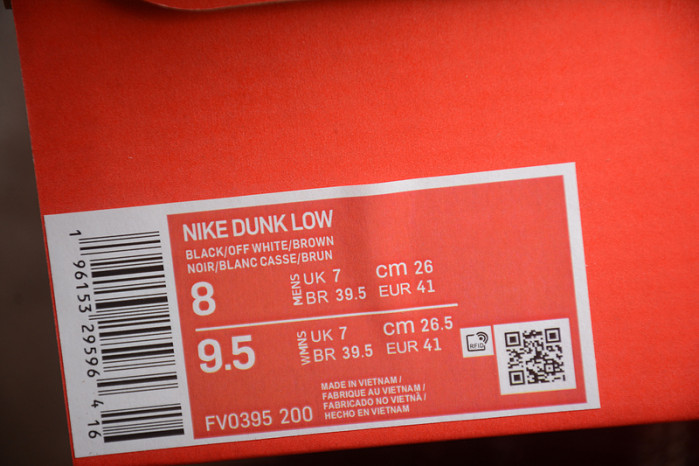 NIKE DUNK LOW
BLACK/OFF WHITE/BROWN
NOIR/BLANC CASSE/BRUN
8
MENS
UK 7 cm 26
BR 39.5 EUR 41
9.5
WMNS
UK 7 cm 26.5
BR 39.5 EUR 41
RFID
MADE IN VIETNAM /
FABRIQUE AU VIETNAM /
FABRICADO NO VIETNÃ /
HECHO EN VIETNAM
FV0395 200
1 96153 29596 4 16